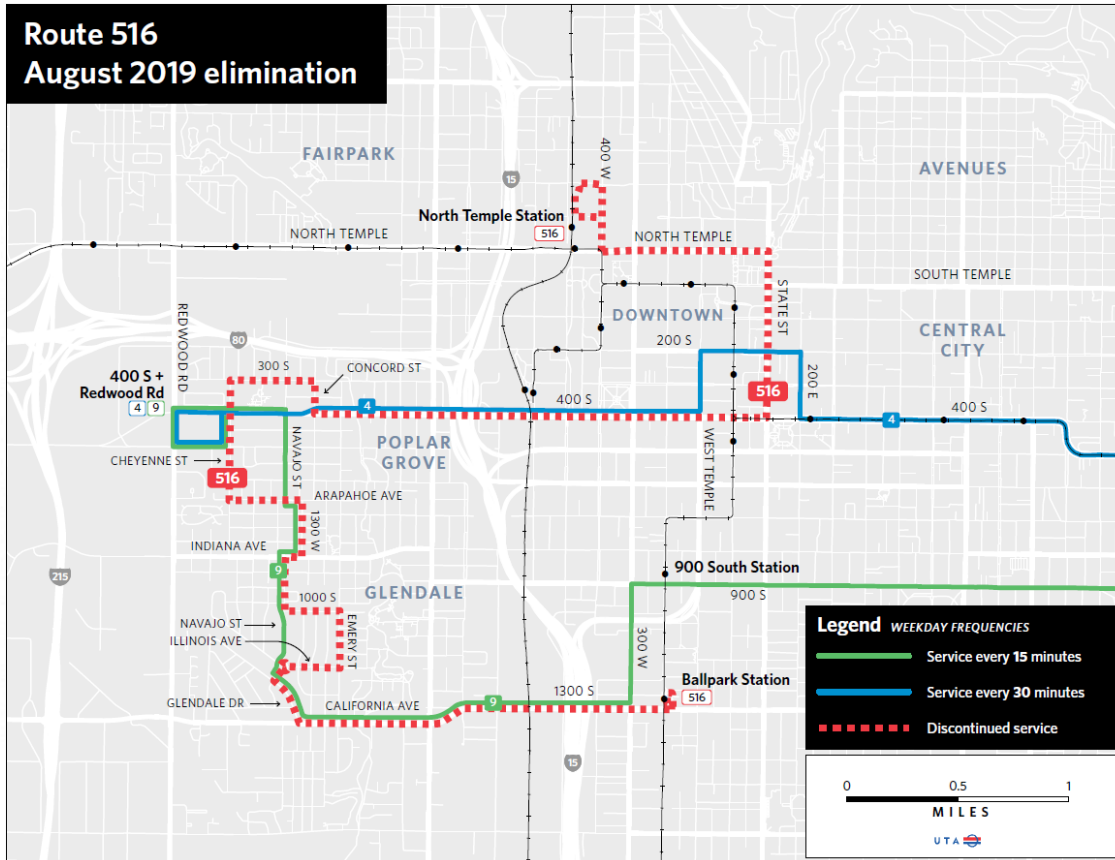 Route 516
August 2019 elimination
FAIRPARK
400 W
AVENUES
15
North Temple Station
516
NORTH TEMPLE
NORTH TEMPLE
SOUTH TEMPLE
STATE ST
DOWNTOWN
CENTRAL
CITY
REDWOOD RD
80
200 S
300 S
CONCORD ST
200 E
400 S +
Redwood Rd
4 9
516
4
400 S
4
400 S
NAVAJO ST
POPLAR
GROVE
WEST TEMPLE
CHEYENNE ST
516
ARAPAHOE AVE
1300 W
INDIANA AVE
9
215
900 South Station
900 S
GLENDALE
1000 S
NAVAJO ST
ILLINOIS AVE
EMERY ST
300 W
GLENDALE DR
CALIFORNIA AVE
9
1300 S
Ballpark Station
516
15
Legend WEEKDAY FREQUENCIES
Service every 15 minutes
Service every 30 minutes
Discontinued service
0 0.5 1
MILES
UTA